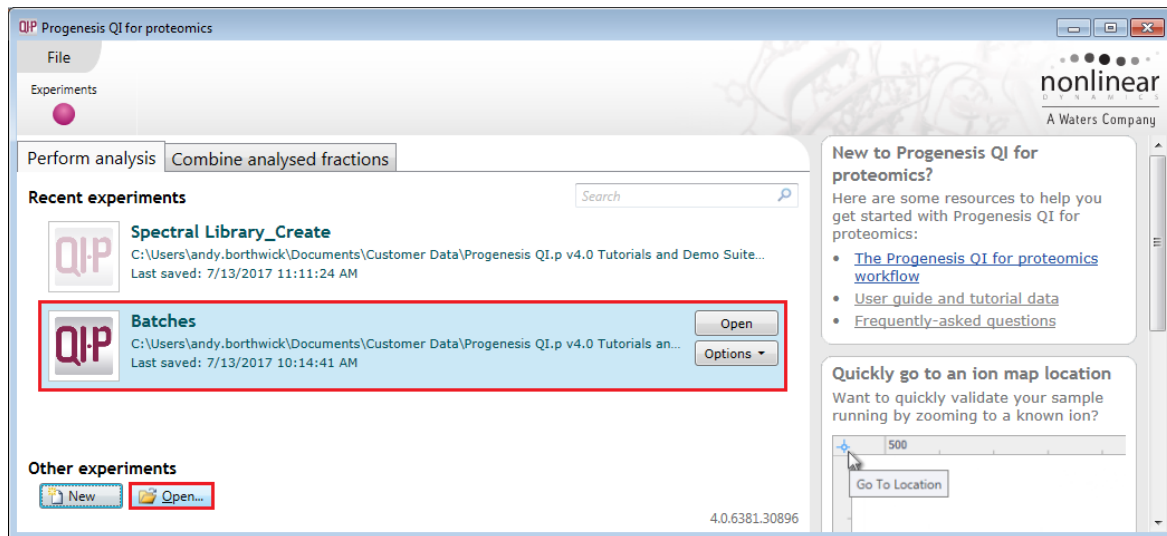 QI-P Progenesis QI for proteomics
File
Experiments
nonlinear
DYNAMICS
A Waters Company
Perform analysis
Combine analysed fractions
Recent experiments
Search
QI-P
Spectral Library_Create
C:\Users\andy.borthwick\Documents\Customer Data\Progenesis QI.p v4.0 Tutorials and Demo Suite...
Last saved: 7/13/2017 11:11:24 AM
QI-P
Batches
C:\Users\andy.borthwick\Documents\Customer Data\Progenesis QI.p v4.0 Tutorials an...
Last saved: 7/13/2017 10:14:41 AM
Open
Options
Other experiments
New
Open...
4.0.6381.30896
New to Progenesis QI for
proteomics?
Here are some resources to help you
get started with Progenesis QI for
proteomics:
• The Progenesis QI for proteomics
workflow
• User guide and tutorial data
• Frequently-asked questions
Quickly go to an ion map location
Want to quickly validate your sample
running by zooming to a known ion?
500
Go To Location